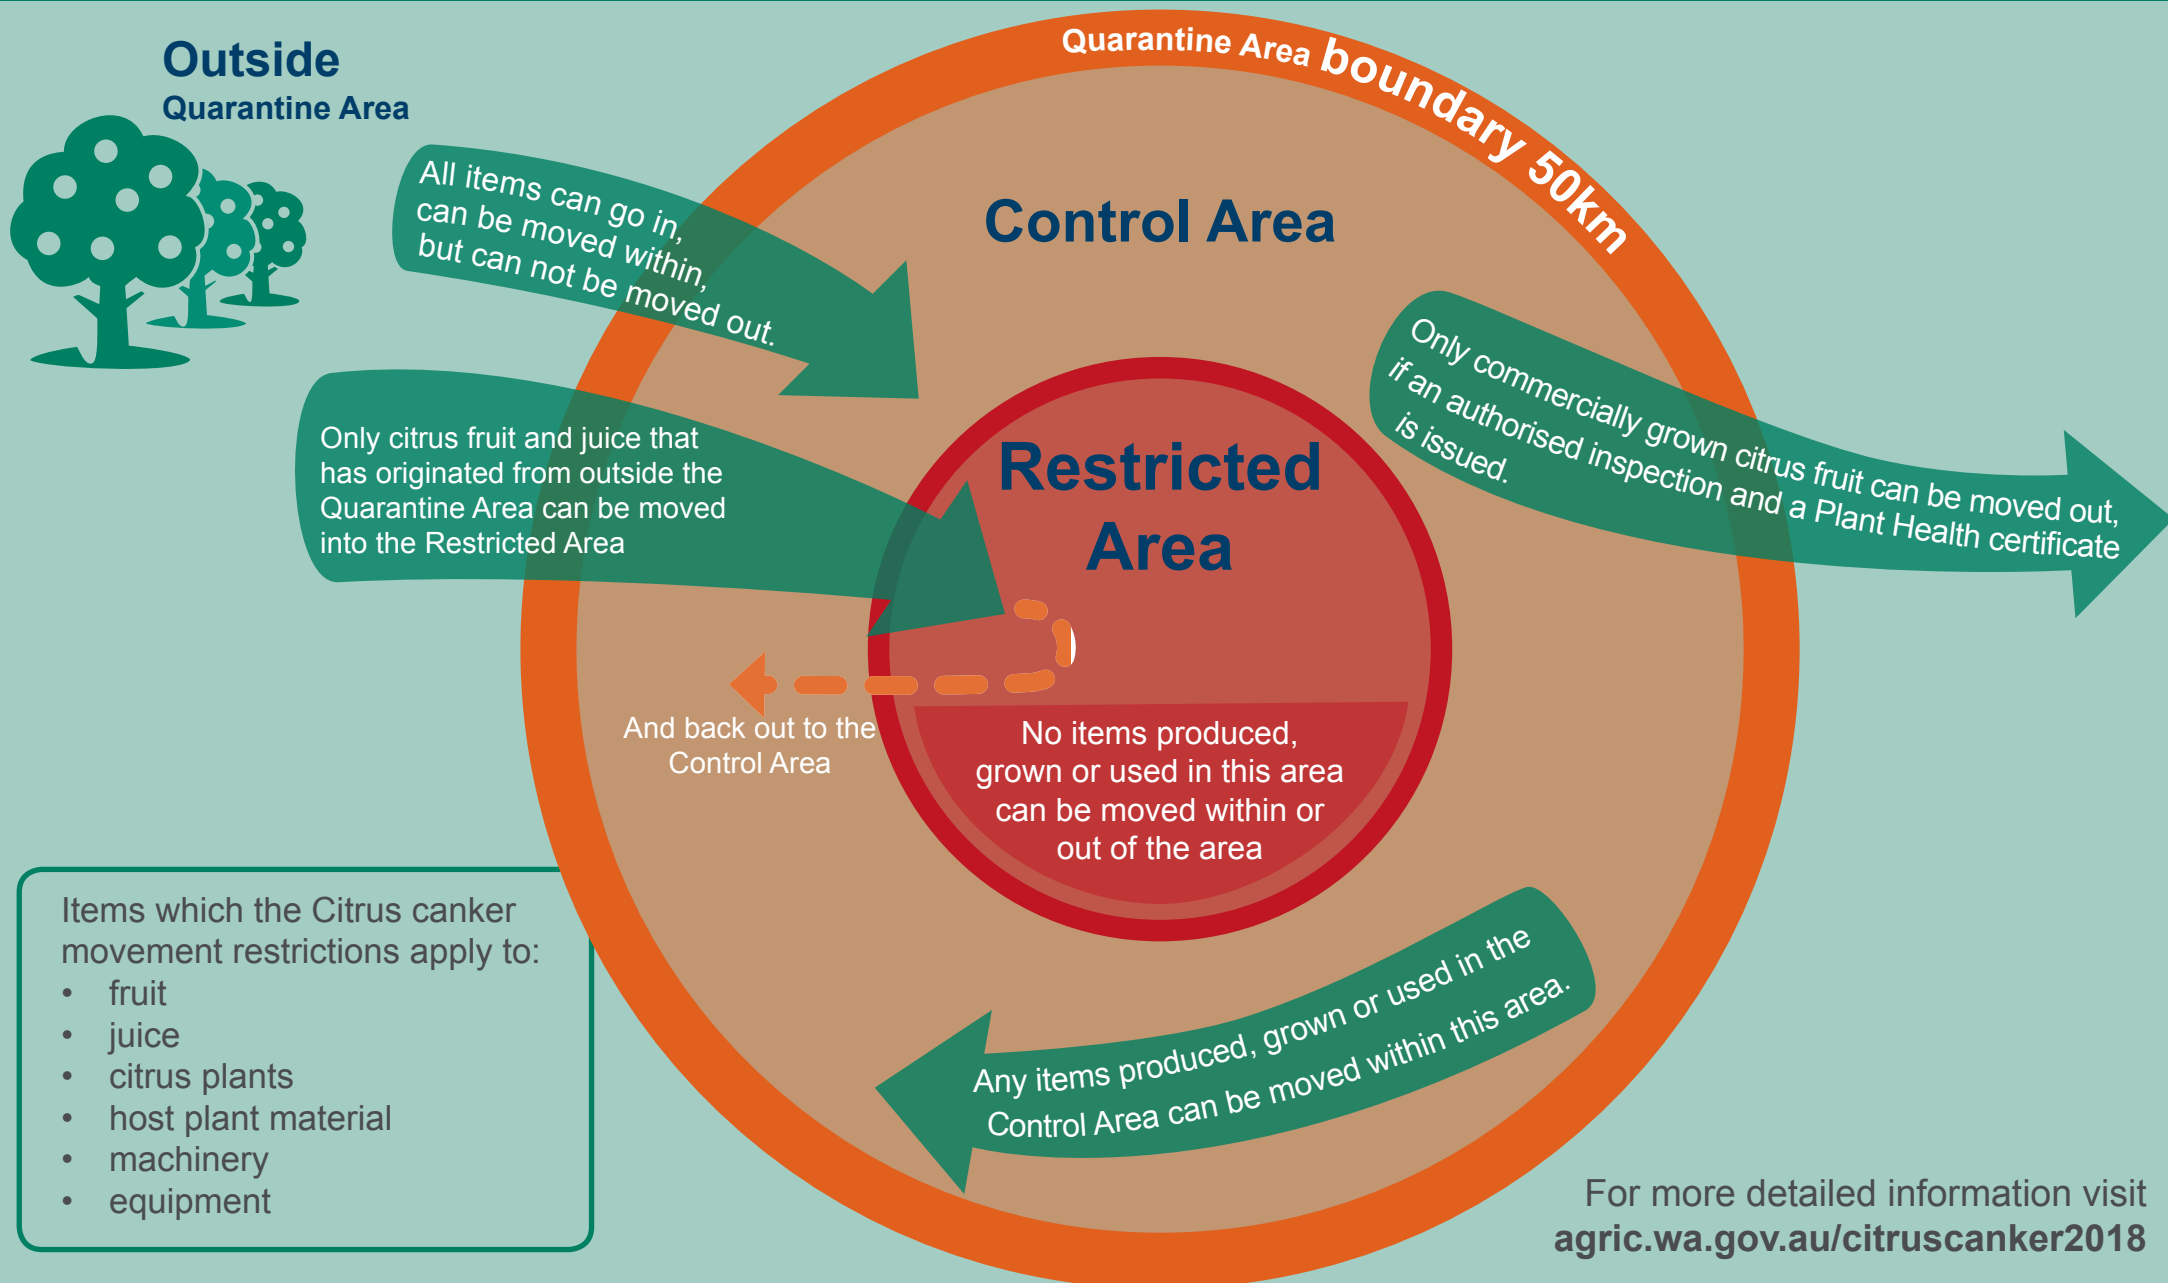 Outside
Quarantine Area
Quarantine Area boundary 50km
All items can go in,
can be moved within,
but can not be moved out.
Control Area
Only commercially grown citrus fruit can be moved out,
if an authorised inspection and a Plant Health certificate
is issued.
Only citrus fruit and juice that
has originated from outside the
Quarantine Area can be moved
into the Restricted Area
Restricted
Area
And back out to the
Control Area
No items produced,
grown or used in this area
can be moved within or
out of the area
Any items produced, grown or used in the
Control Area can be moved within this area.
Items which the Citrus canker
movement restrictions apply to:
• fruit
• juice
• citrus plants
• host plant material
• machinery
• equipment
For more detailed information visit
agric.wa.gov.au/citruscanker2018